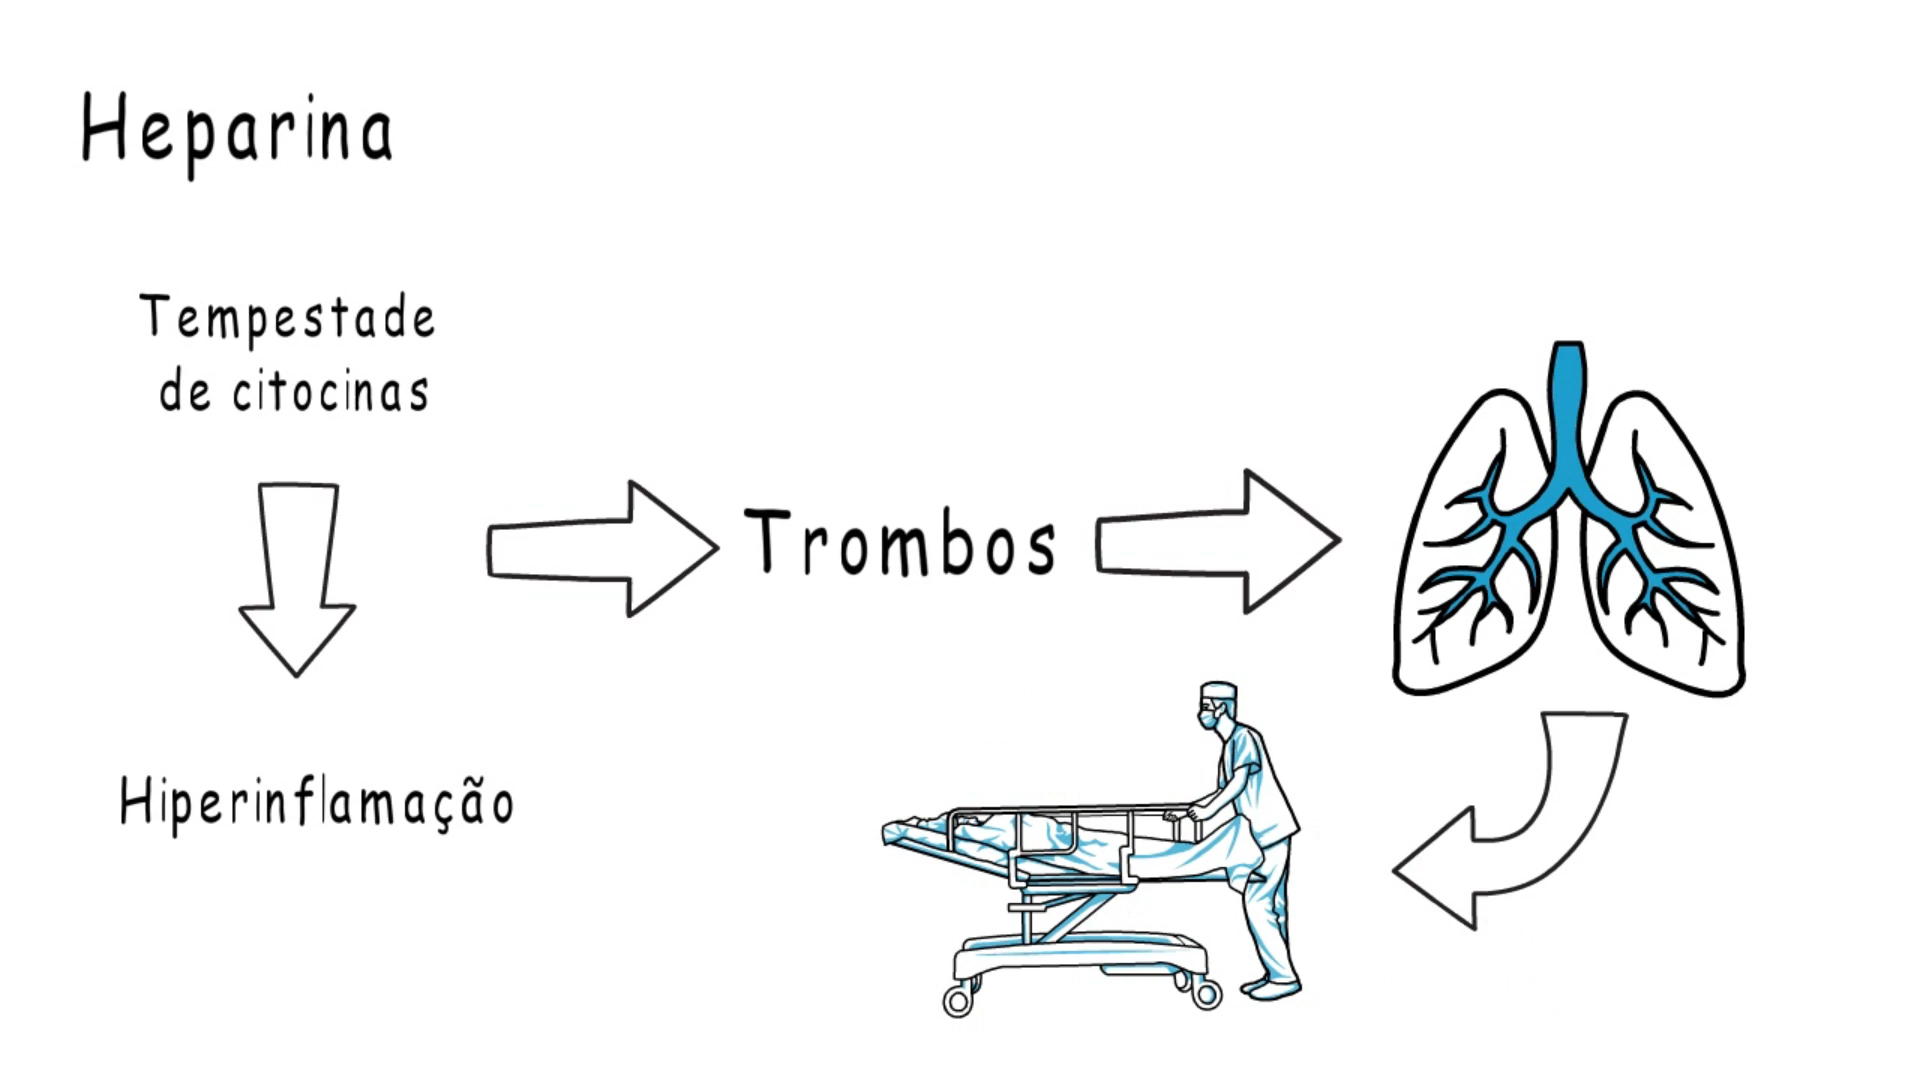 Heparina
Tempestade
de citocinas
Trombos
Hiperinflamação